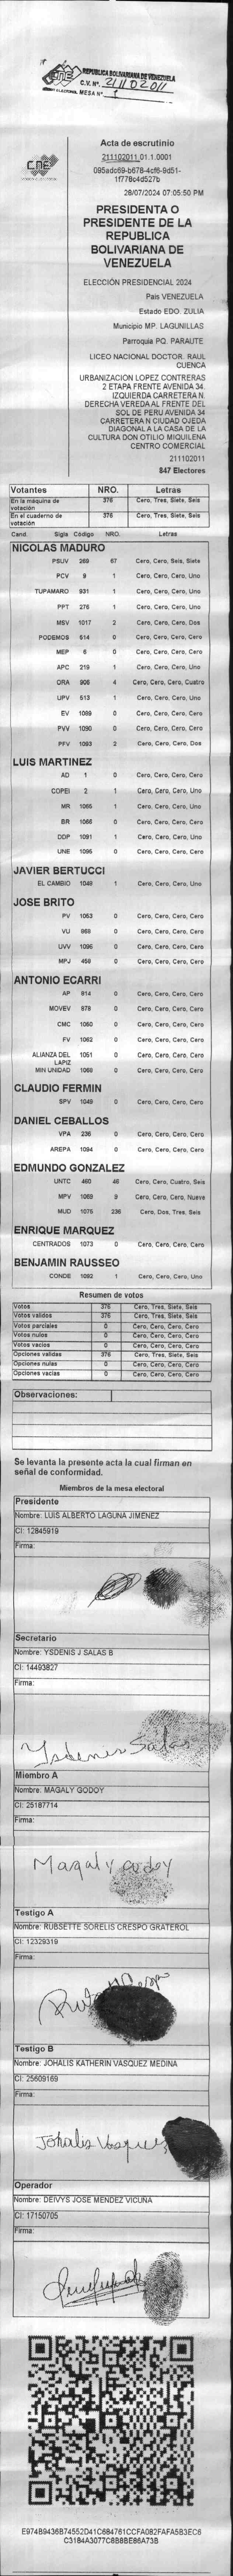 CNE
REPUBLICA BOLIVARIANA DE VENEZUELA
C.V. Nº. 211102011
MESA Nº 1
CNE
Acta de escrutinio
211102011.01.1.0001
28/07/2024 07:05:50 PM
PRESIDENTA O
PRESIDENTE DE LA
REPUBLICA
BOLIVARIANA DE
VENEZUELA
ELECCIÓN PRESIDENCIAL 2024
Pais VENEZUELA
Estado EDO. ZULIA
Municipio MP. LAGUNILLAS
Parroquia PQ. PARAUTE
LICEO NACIONAL DOCTOR. RAUL
CUENCA
URBANIZACION LOPEZ CONTRERAS
2 ETAPA FRENTE AVENIDA 34.
IZQUIERDA CARRETERA N.
DERECHA VEREDA AL FRENTE DEL
SOL DE PERU AVENIDA 34
CARRETERA N CIUDAD OJEDA
DIAGONAL A LA CASA DE LA
CULTURA DON OTILIO MIQUILENA
CENTRO COMERCIAL
211102011
847 Electores
Votantes NRO. Letras
En la máquina de votación 376 Cero, Tres, Siete, Seis
En el cuaderno de votación 376 Cero, Tres, Siete, Seis
Cand. Sigls Código NRO. Letras
NICOLAS MADURO
PSUV 269 67 Cero, Cero, Seis, Siete
PCV 9 1 Cero, Cero, Cero, Uno
TUPAMARO 931 1 Cero, Cero, Cero, Uno
PPT 276 1 Cero, Cero, Cero, Uno
MSV 1017 2 Cero, Cero, Cero, Dos
PODEMOS 614 0 Cero, Cero, Cero, Cero
MEP 6 0 Cero, Cero, Cero, Cero
APC 219 1 Cero, Cero, Cero, Uno
ORA 906 4 Cero, Cero, Cero, Cuatro
UPV 513 1 Cero, Cero, Cero, Uno
EV 1089 0 Cero, Cero, Cero, Cero
PVV 1090 0 Cero, Cero, Cero, Cero
PFV 1093 2 Cero, Cero, Cero, Dos
LUIS MARTINEZ
AD 1 0 Cero, Cero, Cero, Cero
COPEI 2 1 Cero, Cero, Cero, Uno
MR 1065 1 Cero, Cero, Cero, Uno
BR 1066 0 Cero, Cero, Cero, Cero
DDP 1091 1 Cero, Cero, Cero, Uno
UNE 1095 0 Cero, Cero, Cero, Cero
JAVIER BERTUCCI
EL CAMBIO 1048 1 Cero, Cero, Cero, Uno
JOSE BRITO
PV 1053 0 Cero, Cero, Cero, Cero
VU 968 0 Cero, Cero, Cero, Cero
UVV 1096 0 Cero, Cero, Cero, Cero
MPJ 458 0 Cero, Cero, Cero, Cero
ANTONIO ECARRI
AP 914 0 Cero, Cero, Cero, Cero
MOVEV 978 0 Cero, Cero, Cero, Cero
CMC 1050 0 Cero, Cero, Cero, Cero
FV 1062 0 Cero, Cero, Cero, Cero
ALIANZA DEL LAPIZ 1051 0 Cero, Cero, Cero, Cero
MIN UNIDAD 1069 0 Cero, Cero, Cero, Cero
CLAUDIO FERMIN
SPV 1049 0 Cero, Cero, Cero, Cero
DANIEL CEBALLOS
VPA 236 0 Cero, Cero, Cero, Cero
AREPA 1094 0 Cero, Cero, Cero, Cero
EDMUNDO GONZALEZ
UNTC 460 46 Cero, Cero, Cuatro, Seis
MPV 1069 9 Cero, Cero, Cero, Nueve
MUD 1075 236 Cero, Dos, Tres, Seis
ENRIQUE MARQUEZ
CENTRADOS 1073 0 Cero, Cero, Cero, Cero
BENJAMIN RAUSSEO
CONDE 1092 1 Cero, Cero, Cero, Uno
Resumen de votos
Votos 376 Cero, Tres, Siete, Seis
Votos validos 376 Cero, Tres, Siete, Seis
Votos parciales 0 Cero, Cero, Cero, Cero
Votos nulos 0 Cero, Cero, Cero, Cero
Votos vacios 0 Cero, Cero, Cero, Cero
Opciones validas 376 Cero, Tres, Siete, Seis
Opciones nulas 0 Cero, Cero, Cero, Cero
Opciones vacias 0 Cero, Cero, Cero, Cero
Observaciones:
Se levanta la presente acta la cual firman en
señal de conformidad.
Miembros de la mesa electoral
Presidente
Nombre: LUIS ALBERTO LAGUNA JIMENEZ
CI: 12845919
Firma:
Secretario
Nombre: YSDENIS J SALAS B
CI: 14493827
Firma:
Ysdenis Salas
Miembro A
Nombre: MAGALY GODOY
CI: 25187714
Firma:
Magaly Godoy
Testigo A
Nombre: RUBSETTE SORELIS CRESPO GRATEROL
CI: 12329319
Firma:
Testigo B
Nombre: JOHALIS KATHERIN VASQUEZ MEDINA
CI: 25609169
Firma:
Johalis Vasquez
Operador
Nombre: DEIVYS JOSE MENDEZ VICUÑA
CI: 17150705
Firma:
E974B9436B74552D41C684761CCFA082FAFA5B3EC6
C3184A3077C8B8BE86A73B